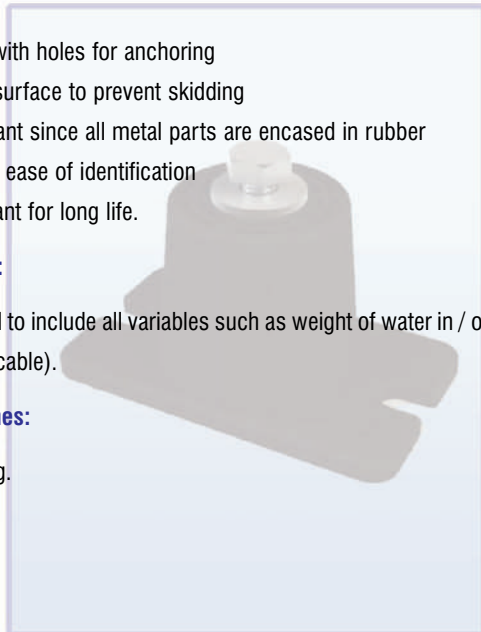 with holes for anchoring
surface to prevent skidding
ant since all metal parts are encased in rubber
ease of identification
ant for long life.
:
to include all variables such as weight of water in / o
cable).
nes:
g.